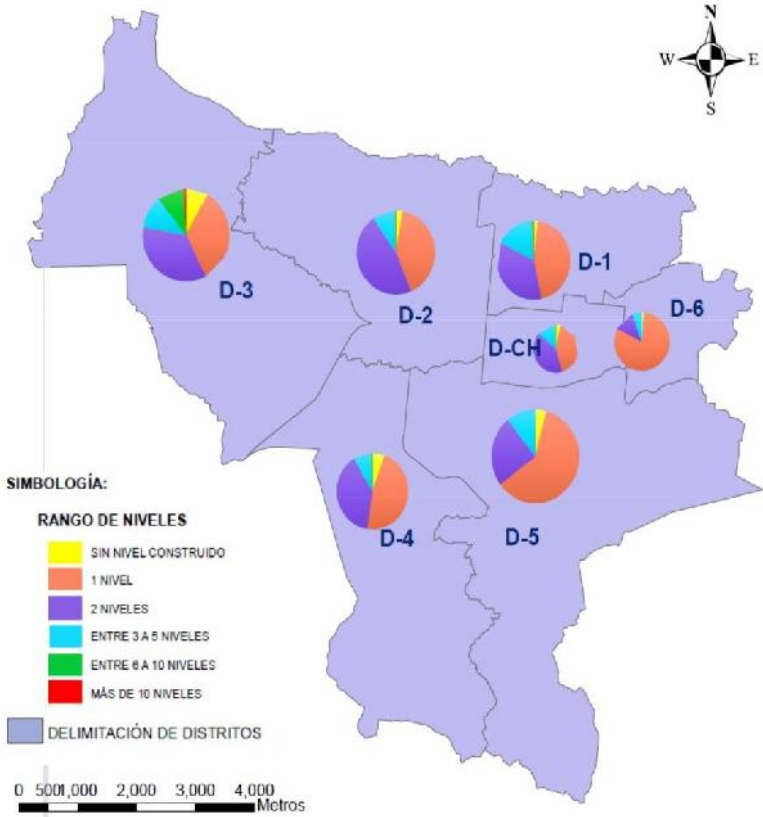 N
W E
S
D-3
D-2
D-1
D-6
D-CH
D-4
D-5
SIMBOLOGÍA:
RANGO DE NIVELES
SIN NIVEL CONSTRUIDO
1 NIVEL
2 NIVELES
ENTRE 3 A 5 NIVELES
ENTRE 6 A 10 NIVELES
MÁS DE 10 NIVELES
DELIMITACIÓN DE DISTRITOS
0 500 1,000 2,000 3,000 4,000
Metros